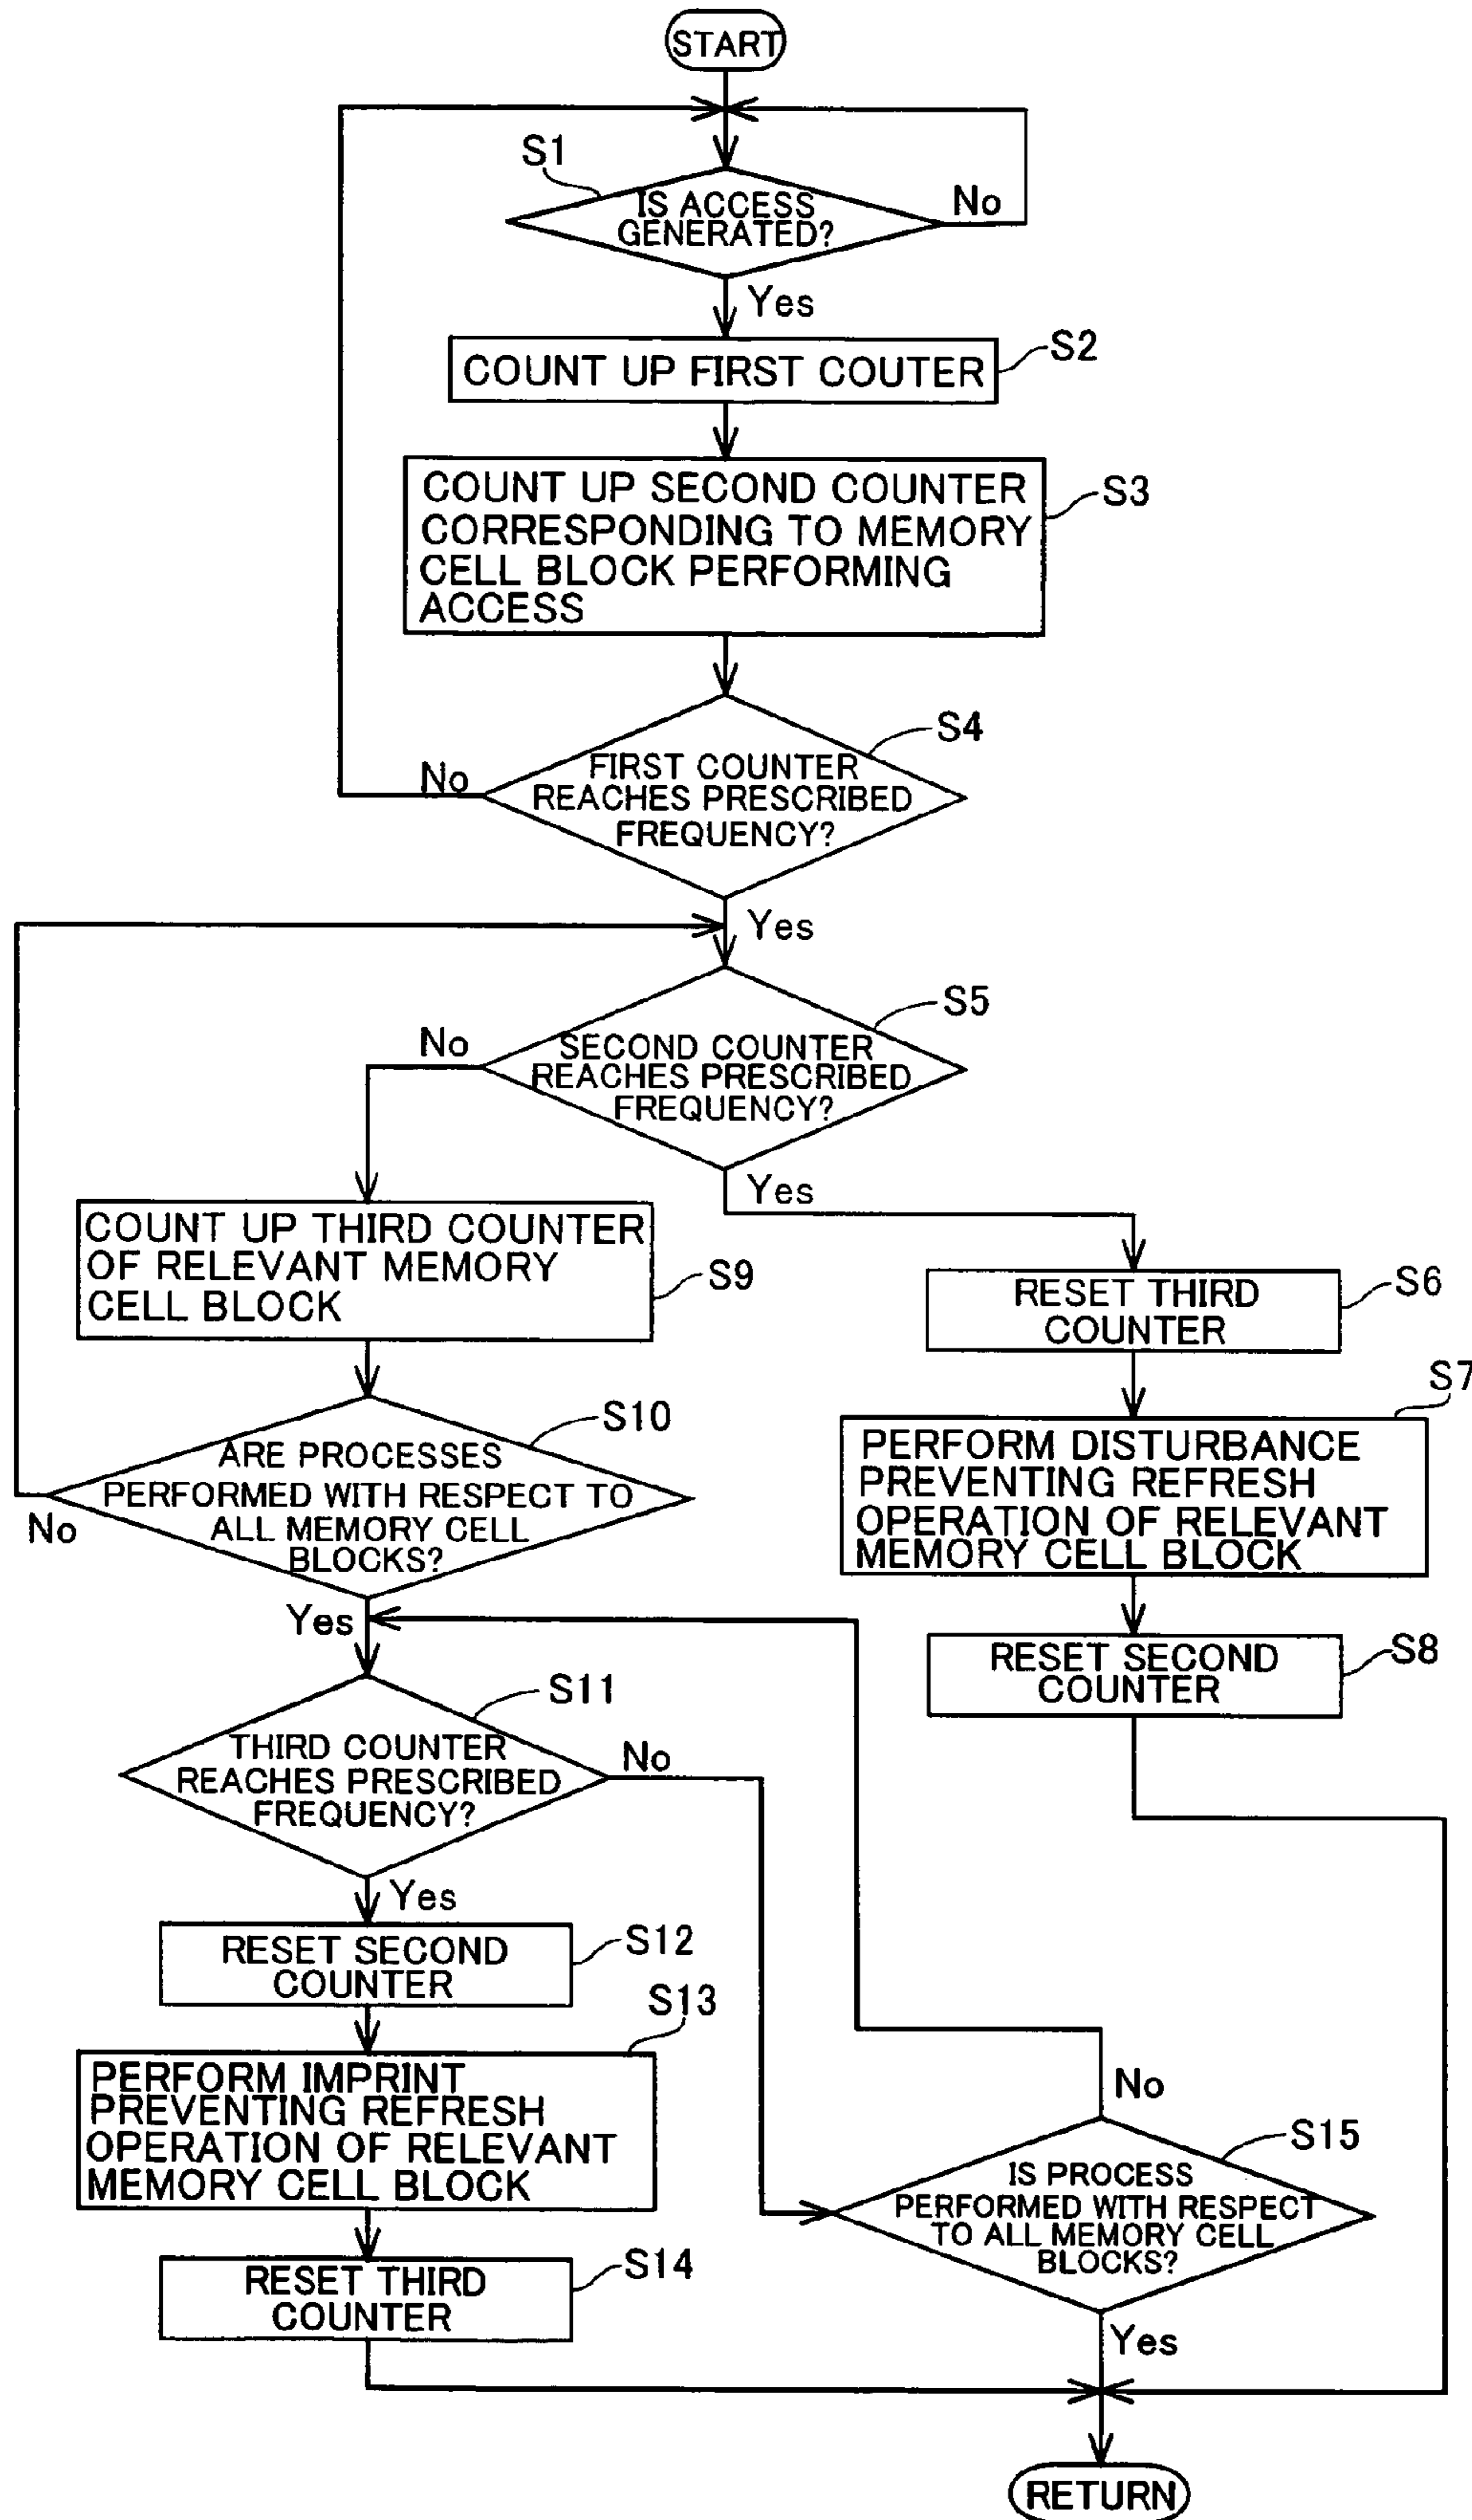 START
S1
IS ACCESS
GENERATED?
No
Yes
COUNT UP FIRST COUTER
S2
COUNT UP SECOND COUNTER
CORRESPONDING TO MEMORY
CELL BLOCK PERFORMING
ACCESS
S3
S4
FIRST COUNTER
REACHES PRESCRIBED
FREQUENCY?
No
Yes
S5
SECOND COUNTER
REACHES PRESCRIBED
FREQUENCY?
No
Yes
COUNT UP THIRD COUNTER
OF RELEVANT MEMORY
CELL BLOCK
S9
RESET THIRD
COUNTER
S6
S7
PERFORM DISTURBANCE
PREVENTING REFRESH
OPERATION OF RELEVANT
MEMORY CELL BLOCK
S10
ARE PROCESSES
PERFORMED WITH RESPECT TO
ALL MEMORY CELL
BLOCKS?
No
Yes
RESET SECOND
COUNTER
S8
S11
THIRD COUNTER
REACHES PRESCRIBED
FREQUENCY?
No
Yes
RESET SECOND
COUNTER
S12
S13
PERFORM IMPRINT
PREVENTING REFRESH
OPERATION OF RELEVANT
MEMORY CELL BLOCK
RESET THIRD
COUNTER
S14
No
S15
IS PROCESS
PERFORMED WITH RESPECT
TO ALL MEMORY CELL
BLOCKS?
Yes
RETURN